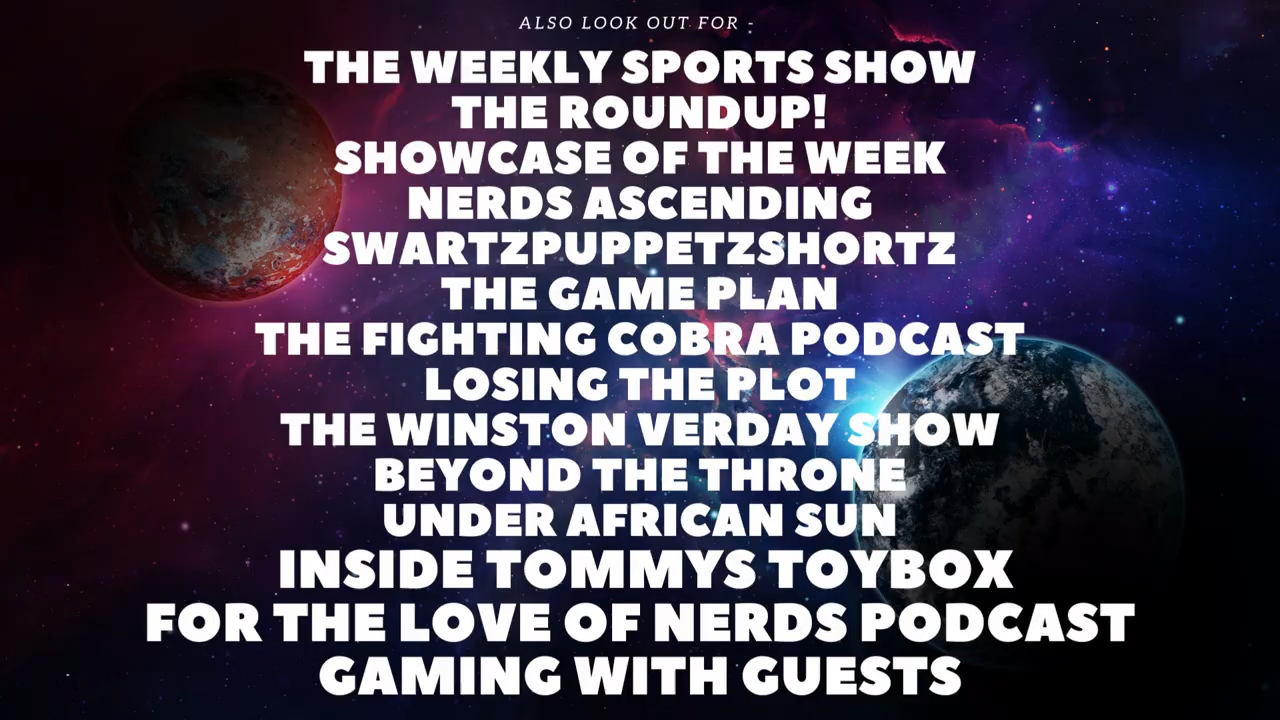 ALSO LOOK OUT FOR -
THE WEEKLY SPORTS SHOW
THE ROUNDUP!
SHOWCASE OF THE WEEK
NERDS ASCENDING
SWARTZPUPPETZSHORTZ
THE GAME PLAN
THE FIGHTING COBRA PODCAST
LOSING THE PLOT
THE WINSTON VERDAY SHOW
BEYOND THE THRONE
UNDER AFRICAN SUN
INSIDE TOMMYS TOYBOX
FOR THE LOVE OF NERDS PODCAST
GAMING WITH GUESTS